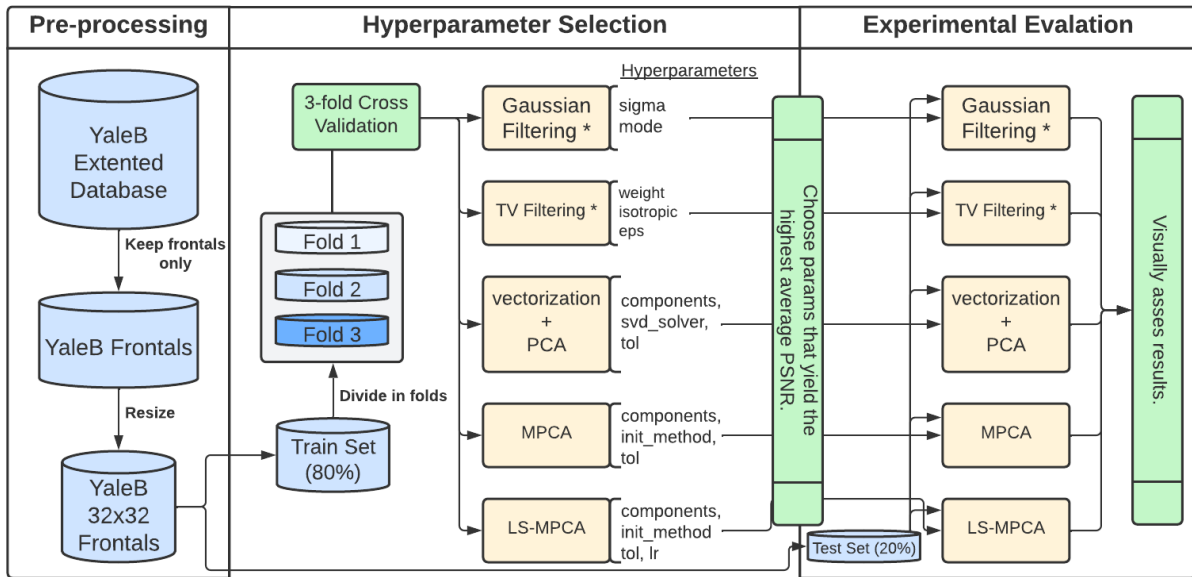 Pre-processing
Hyperparameter Selection
Experimental Evalation
YaleB
Extented
Database
Keep frontals
only
YaleB Frontals
Resize
YaleB
32x32
Frontals
3-fold Cross
Validation
Fold 1
Fold 2
Fold 3
Divide in folds
Train Set
(80%)
Hyperparameters
Gaussian
Filtering *
sigma
mode
TV Filtering *
weight
isotropic
eps
vectorization
+
PCA
components,
svd_solver,
tol
MPCA
components,
init_method,
tol
LS-MPCA
components,
init_method
tol, lr
Choose params that yield the
highest average PSNR.
Test Set (20%)
Gaussian
Filtering *
TV Filtering *
vectorization
+
PCA
MPCA
LS-MPCA
Visually asses results.